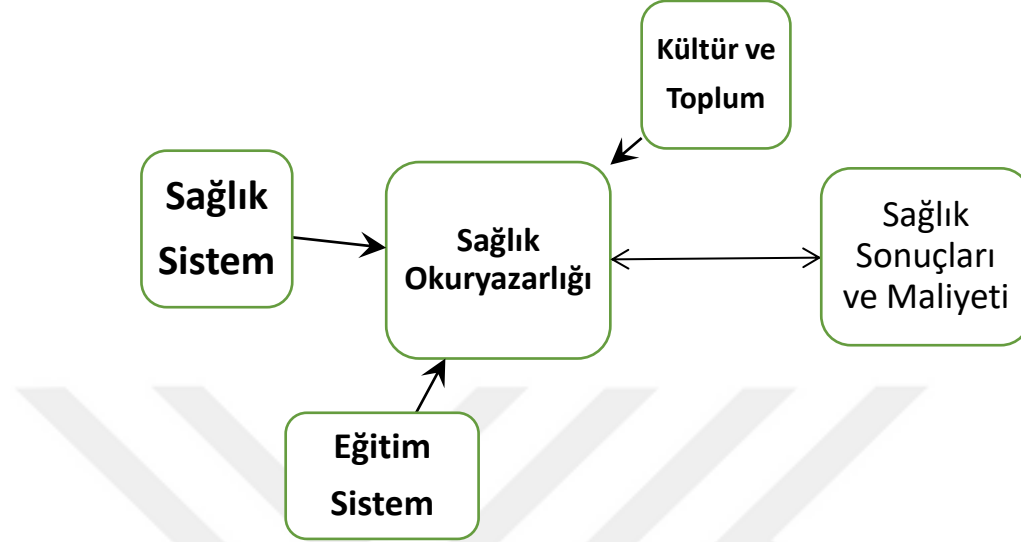 Kültür ve
Toplum
Sağlık
Sistem
Sağlık
Okuryazarlığı
Sağlık
Sonuçları
ve Maliyeti
Eğitim
Sistem